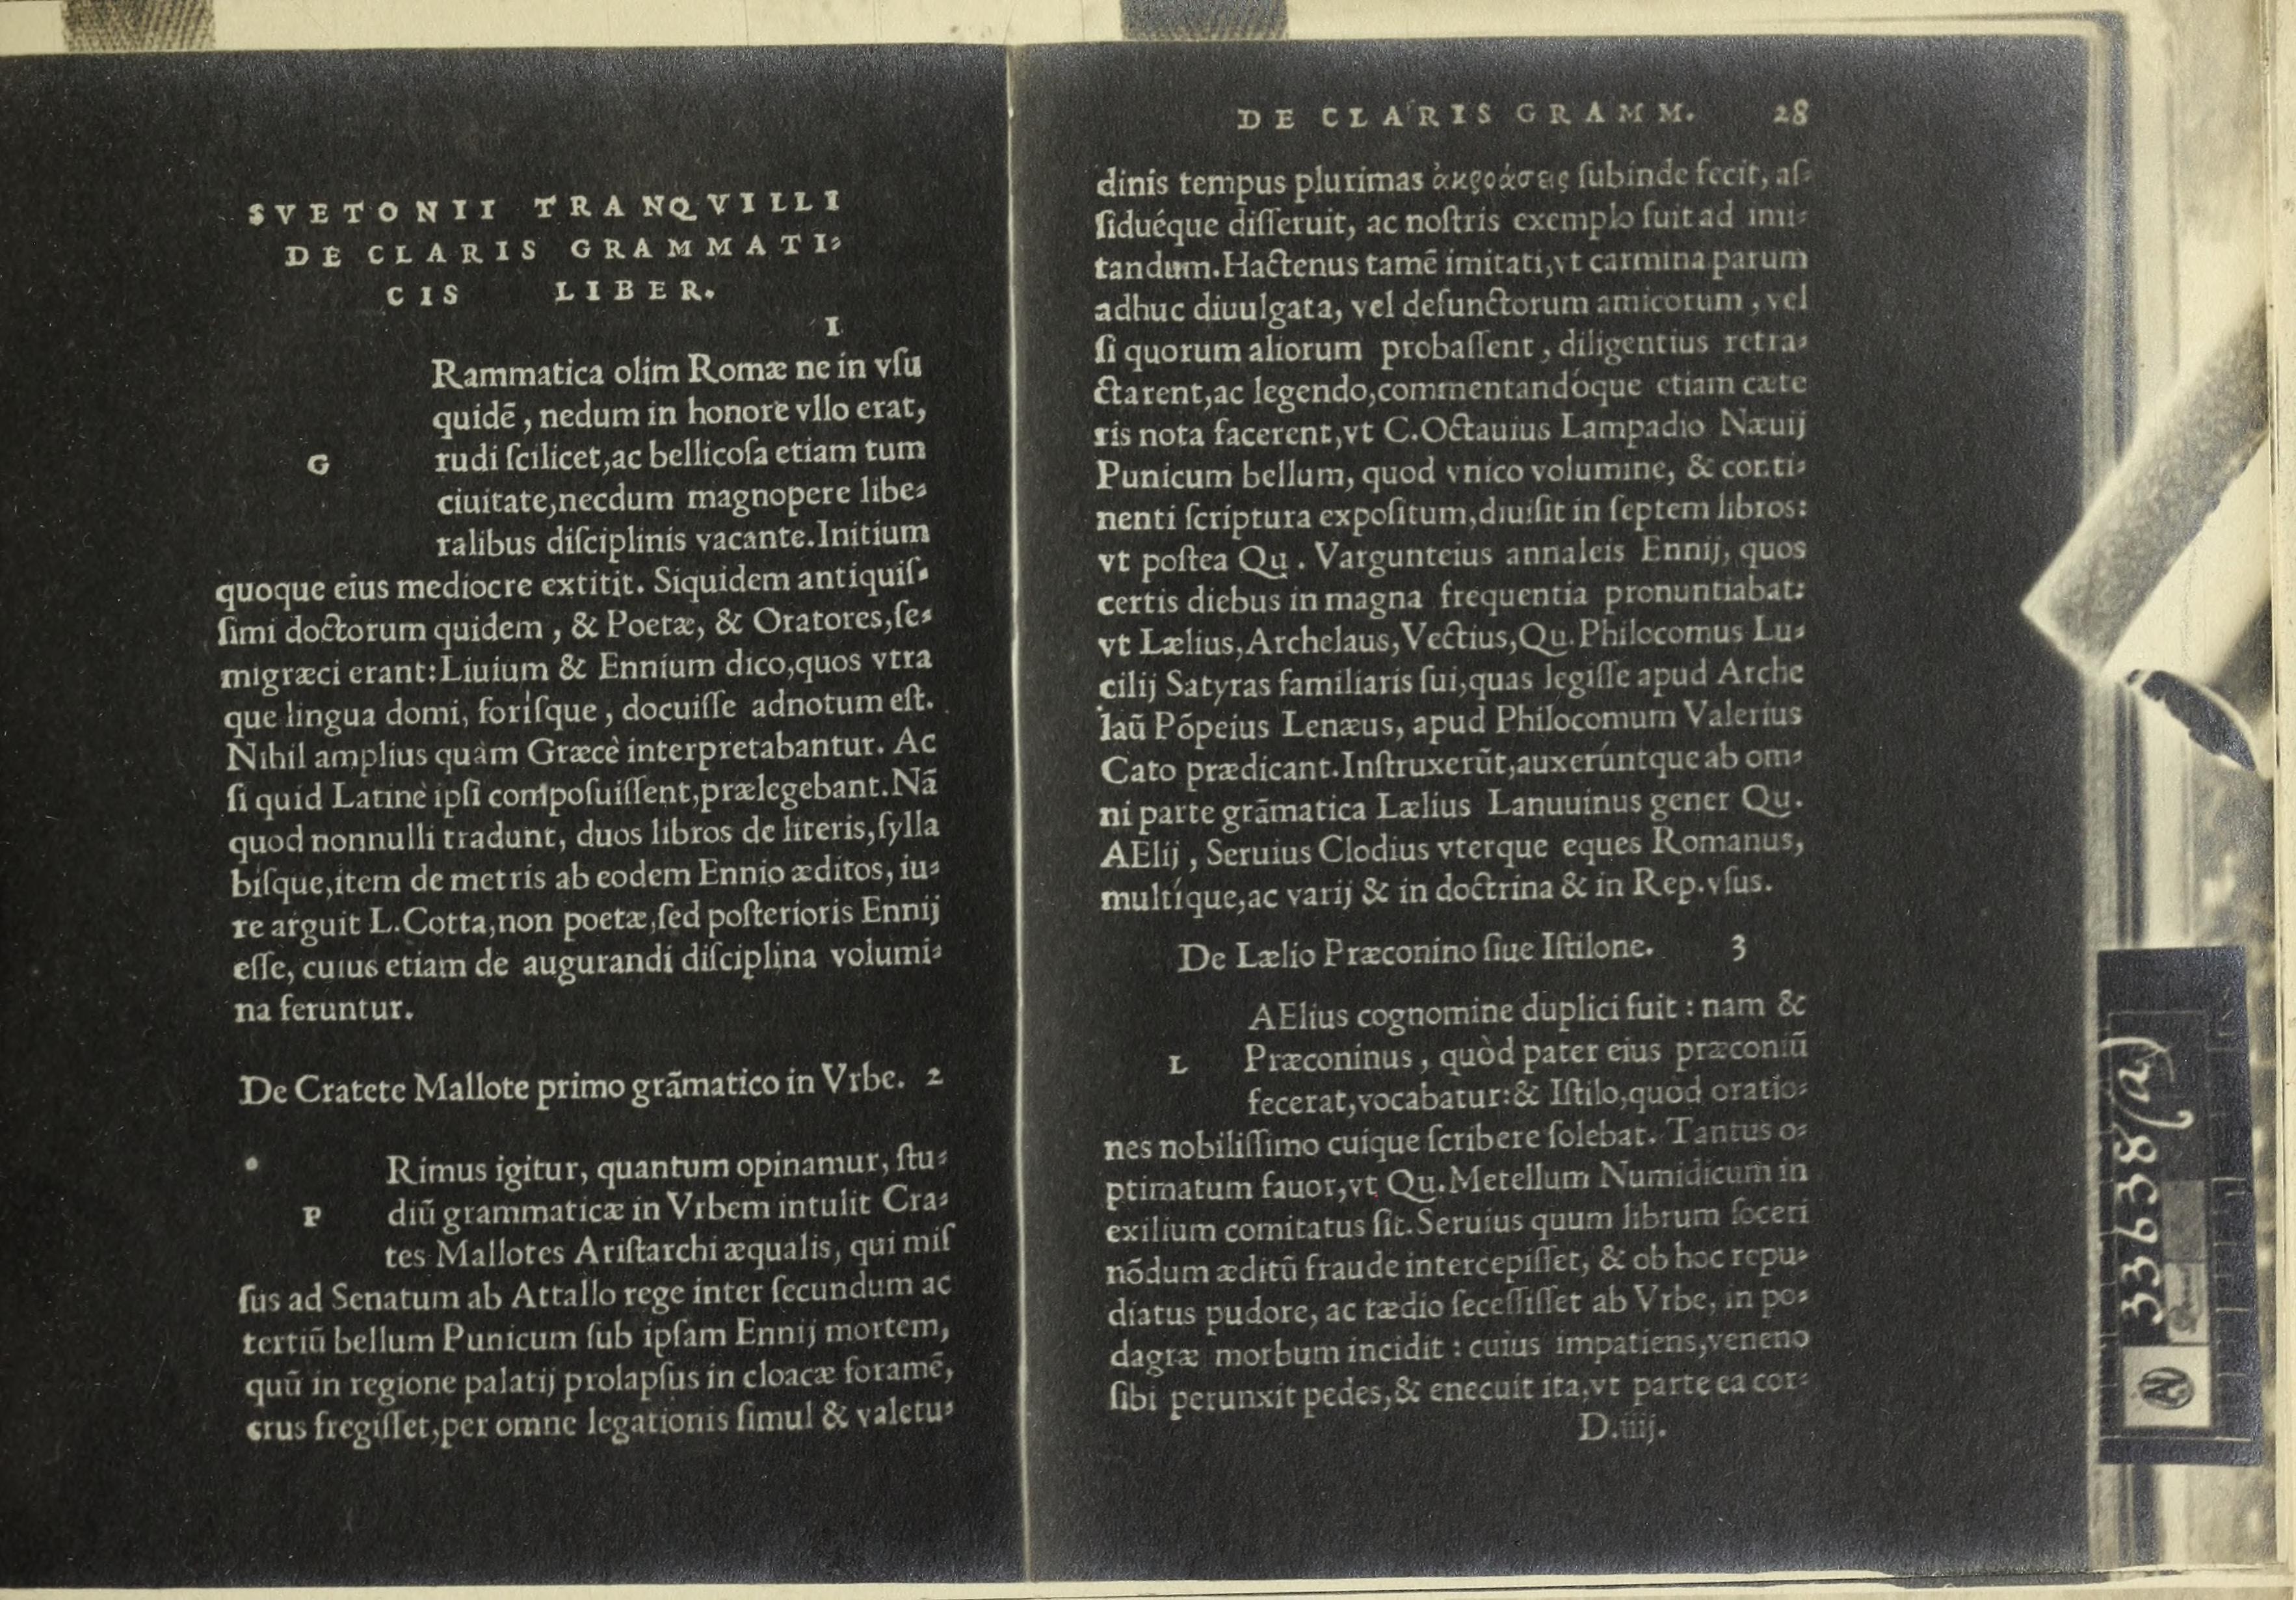 SVETONII TRANQVILLI
DE CLARIS GRAMMATI-
CIS LIBER.
I
G
Rammatica olim Romæ ne in vſu
quidē, nedum in honore vllo erat,
rudi ſcilicet,ac bellicoſa etiam tum
ciuitate,necdum magnopere libe-
ralibus diſciplinis vacante.Initium
quoque eius mediocre extitit. Siquidem antiquiſ-
ſimi doctorum quidem, & Poetæ, & Oratores,ſe-
migræci erant:Liuium & Ennium dico,quos vtra
que lingua domi, foriſque, docuiſſe adnotum eſt.
Nihil amplius quàm Græcè interpretabantur. Ac
ſi quid Latinè ipſi compoſuiſſent,prælegebant.Nā
quod nonnulli tradunt, duos libros de literis,ſylla
biſque,item de metris ab eodem Ennio æditos, iu-
re arguit L.Cotta,non poetæ,ſed poſterioris Ennij
eſſe, cuius etiam de augurandi diſciplina volumi-
na feruntur.
De Cratete Mallote primo grāmatico in Vrbe. 2
P
Rimus igitur, quantum opinamur, ſtu-
diū grammaticæ in Vrbem intulit Cra-
tes Mallotes Ariſtarchi æqualis, qui miſ
ſus ad Senatum ab Attallo rege inter ſecundum ac
tertiū bellum Punicum ſub ipſam Ennij mortem,
quū in regione palatij prolapſus in cloacæ foramē,
crus fregiſſet,per omne legationis ſimul & valetu-
DE CLARIS GRAMM. 28
dinis tempus plurimas ἀκροάσεις ſubinde fecit, aſ-
ſiduéque diſſeruit, ac noſtris exemplo fuit ad imi-
tandum.Hactenus tamē imitati,vt carmina parum
adhuc diuulgata, vel defunctorum amicorum, vel
ſi quorum aliorum probaſſent, diligentius retra-
ctarent,ac legendo,commentandóque etiam cæte
ris nota facerent,vt C.Octauius Lampadio Næuij
Punicum bellum, quod vnico volumine, & conti-
nenti ſcriptura expoſitum,diuiſit in ſeptem libros:
vt poſtea Qu. Vargunteius annaleis Ennij, quos
certis diebus in magna frequentia pronuntiabat:
vt Lælius,Archelaus,Vectius,Qu.Philocomus Lu-
cilij Satyras familiaris ſui,quas legiſſe apud Arche
laū Pōpeius Lenæus, apud Philocomum Valerius
Cato prædicant.Inſtruxerūt,auxerúntque ab om-
ni parte grāmatica Lælius Lanuuinus gener Qu.
AElij, Seruius Clodius vterque eques Romanus,
multíque,ac varij & in doctrina & in Rep.vſus.
De Lælio Præconino ſiue Iſtilone. 3
L
AElius cognomine duplici fuit : nam &
Præconinus, quòd pater eius præconiū
fecerat,vocabatur:& Iſtilo,quòd oratio-
nes nobiliſſimo cuíque ſcribere ſolebat. Tantus o-
ptimatum fauor,vt Qu.Metellum Numidicum in
exilium comitatus ſit.Seruius quum librum ſoceri
nōdum æditū fraude intercepiſſet, & ob hoc repu-
diatus pudore, ac tædio ſeceſſiſſet ab Vrbe, in po-
dagræ morbum incidit : cuius impatiens,veneno
ſibi perunxit pedes,& enecuit ita,vt parte ea cor-
D.iiij.
33638(a)